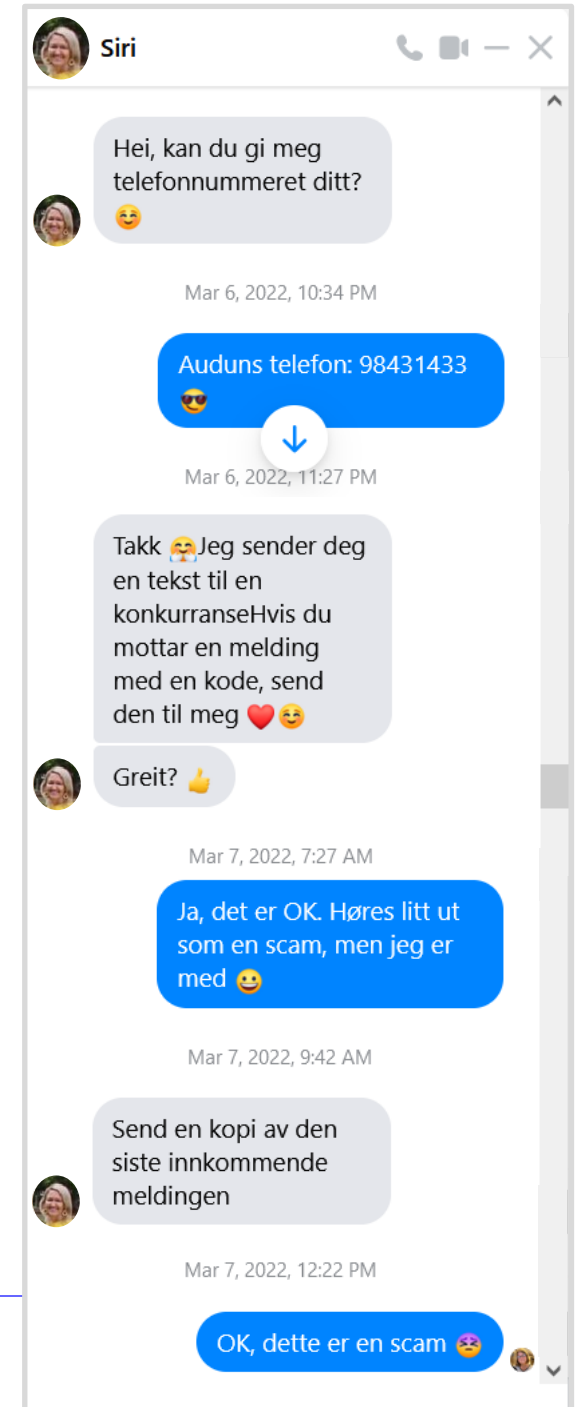 Siri
Hei, kan du gi meg
telefonnummeret ditt?
☺️
Mar 6, 2022, 10:34 PM
Auduns telefon: 98431433
😎
Mar 6, 2022, 11:27 PM
Takk 🤗Jeg sender deg
en tekst til en
konkurranseHvis du
mottar en melding
med en kode, send
den til meg ❤️☺️
Greit? 👍
Mar 7, 2022, 7:27 AM
Ja, det er OK. Høres litt ut
som en scam, men jeg er
med 😀
Mar 7, 2022, 9:42 AM
Send en kopi av den
siste innkommende
meldingen
Mar 7, 2022, 12:22 PM
OK, dette er en scam 😣